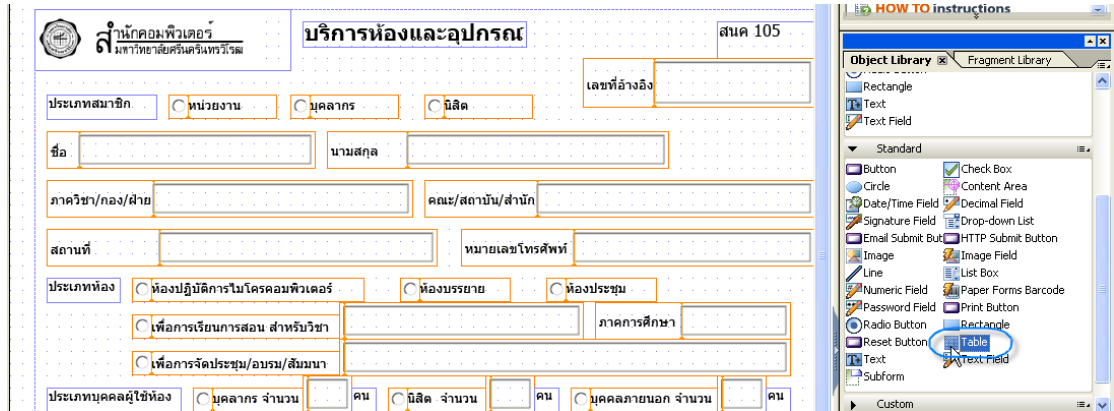 สำนักคอมพิวเตอร์
มหาวิทยาลัยศรีนครินทรวิโรฒ
บริการห้องและอุปกรณ์
สนค 105
เลขที่อ้างอิง
ประเภทสมาชิก
หน่วยงาน
บุคลากร
นิสิต
ชื่อ
นามสกุล
ภาควิชา/กอง/ฝ่าย
คณะ/สถาบัน/สำนัก
สถานที่
หมายเลขโทรศัพท์
ประเภทห้อง
ห้องปฏิบัติการไมโครคอมพิวเตอร์
ห้องบรรยาย
ห้องประชุม
เพื่อการเรียนการสอน สำหรับวิชา
ภาคการศึกษา
เพื่อการจัดประชุม/อบรม/สัมมนา
ประเภทบุคคลผู้ใช้ห้อง
บุคลากร จำนวน
คน
นิสิต จำนวน
คน
บุคคลภายนอก จำนวน
คน
HOW TO instructions
Object Library
Fragment Library
Rectangle
Text
Text Field
Standard
Button
Check Box
Circle
Content Area
Date/Time Field
Decimal Field
Signature Field
Drop-down List
Email Submit But
HTTP Submit Button
Image
Image Field
Line
List Box
Numeric Field
Paper Forms Barcode
Password Field
Print Button
Radio Button
Rectangle
Reset Button
Table
Text
Text Field
Subform
Custom